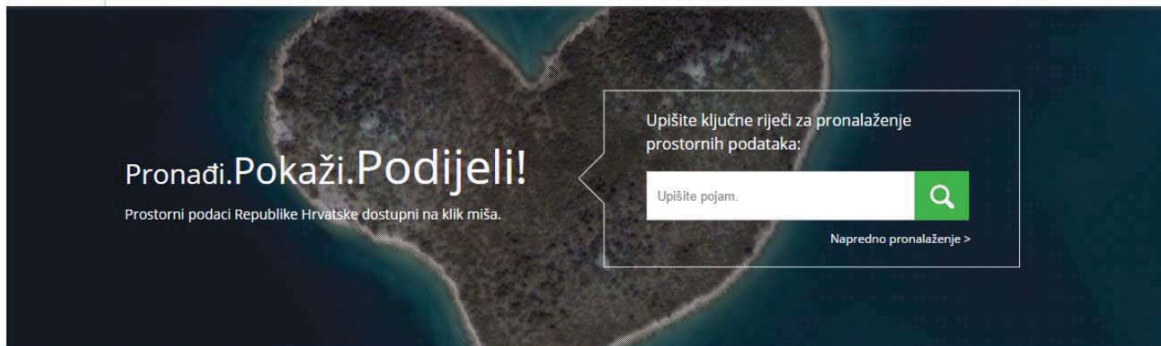 Pronađi.Pokaži.Podijeli!
Prostorni podaci Republike Hrvatske dostupni na klik miša.
Upišite ključne riječi za pronalaženje
prostornih podataka:
Upišite pojam.
Napredno pronalaženje >